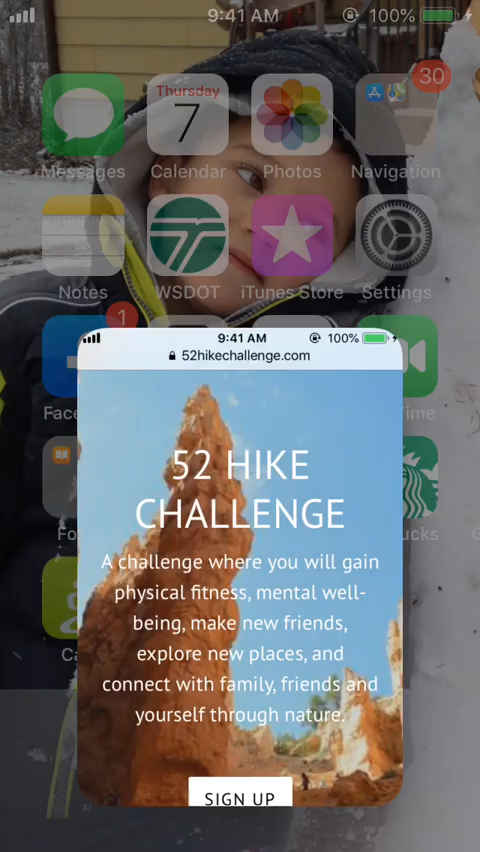 9:41 AM 100%
30
Thursday
7
Messages Calendar Photos Navigation
Notes WSDOT iTunes Store Settings
1
9:41 AM 100%
52hikechallenge.com
52 HIKE
CHALLENGE
A challenge where you will gain
physical fitness, mental well-
being, make new friends,
explore new places, and
connect with family, friends and
yourself through nature.
SIGN UP